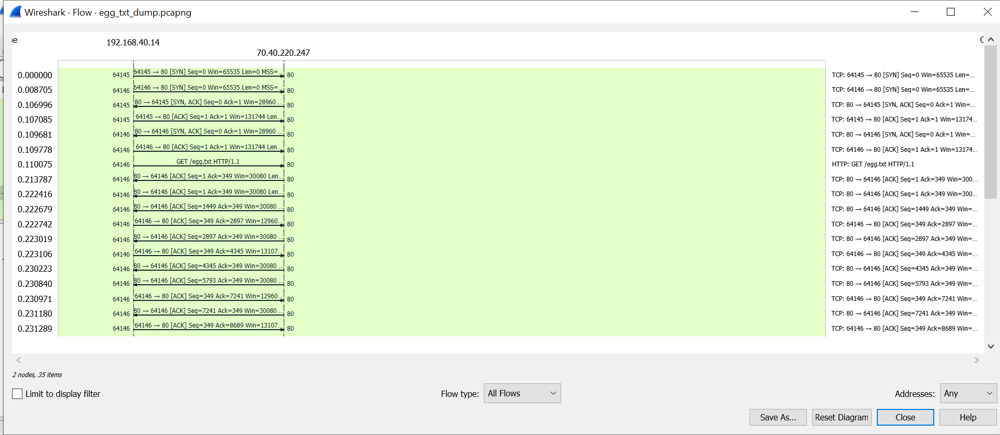 Wireshark · Flow · egg_txt_dump.pcapng
192.168.40.14
70.40.220.247
0.000000 64145 64145 → 80 [SYN] Seq=0 Win=65535 Len=0 MSS=... 80 TCP: 64145 → 80 [SYN] Seq=0 Win=65535 Len=...
0.008705 64146 64146 → 80 [SYN] Seq=0 Win=65535 Len=0 MSS=... 80 TCP: 64146 → 80 [SYN] Seq=0 Win=65535 Len=...
0.106996 64145 80 → 64145 [SYN, ACK] Seq=0 Ack=1 Win=28960 ... 80 TCP: 80 → 64145 [SYN, ACK] Seq=0 Ack=1 Win=...
0.107085 64145 64145 → 80 [ACK] Seq=1 Ack=1 Win=131744 Len... 80 TCP: 64145 → 80 [ACK] Seq=1 Ack=1 Win=13174...
0.109681 64146 80 → 64146 [SYN, ACK] Seq=0 Ack=1 Win=28960 ... 80 TCP: 80 → 64146 [SYN, ACK] Seq=0 Ack=1 Win=...
0.109778 64146 64146 → 80 [ACK] Seq=1 Ack=1 Win=131744 Len... 80 TCP: 64146 → 80 [ACK] Seq=1 Ack=1 Win=13174...
0.110075 64146 GET /egg.txt HTTP/1.1 80 HTTP: GET /egg.txt HTTP/1.1
0.213787 64146 80 → 64146 [ACK] Seq=1 Ack=349 Win=30080 Len... 80 TCP: 80 → 64146 [ACK] Seq=1 Ack=349 Win=300...
0.222416 64146 80 → 64146 [ACK] Seq=1 Ack=349 Win=30080 Len... 80 TCP: 80 → 64146 [ACK] Seq=1 Ack=349 Win=300...
0.222679 64146 80 → 64146 [ACK] Seq=1449 Ack=349 Win=30080 ... 80 TCP: 80 → 64146 [ACK] Seq=1449 Ack=349 Win=...
0.222742 64146 64146 → 80 [ACK] Seq=349 Ack=2897 Win=12960... 80 TCP: 64146 → 80 [ACK] Seq=349 Ack=2897 Win=...
0.223019 64146 80 → 64146 [ACK] Seq=2897 Ack=349 Win=30080 ... 80 TCP: 80 → 64146 [ACK] Seq=2897 Ack=349 Win=...
0.223106 64146 64146 → 80 [ACK] Seq=349 Ack=4345 Win=13107... 80 TCP: 64146 → 80 [ACK] Seq=349 Ack=4345 Win=...
0.230223 64146 80 → 64146 [ACK] Seq=4345 Ack=349 Win=30080 ... 80 TCP: 80 → 64146 [ACK] Seq=4345 Ack=349 Win=...
0.230840 64146 80 → 64146 [ACK] Seq=5793 Ack=349 Win=30080 ... 80 TCP: 80 → 64146 [ACK] Seq=5793 Ack=349 Win=...
0.230971 64146 64146 → 80 [ACK] Seq=349 Ack=7241 Win=12960... 80 TCP: 64146 → 80 [ACK] Seq=349 Ack=7241 Win=...
0.231180 64146 80 → 64146 [ACK] Seq=7241 Ack=349 Win=30080 ... 80 TCP: 80 → 64146 [ACK] Seq=7241 Ack=349 Win=...
0.231289 64146 64146 → 80 [ACK] Seq=349 Ack=8689 Win=13107... 80 TCP: 64146 → 80 [ACK] Seq=349 Ack=8689 Win=...
2 nodes, 35 items
Limit to display filter Flow type: All Flows Addresses: Any
Save As... Reset Diagram Close Help